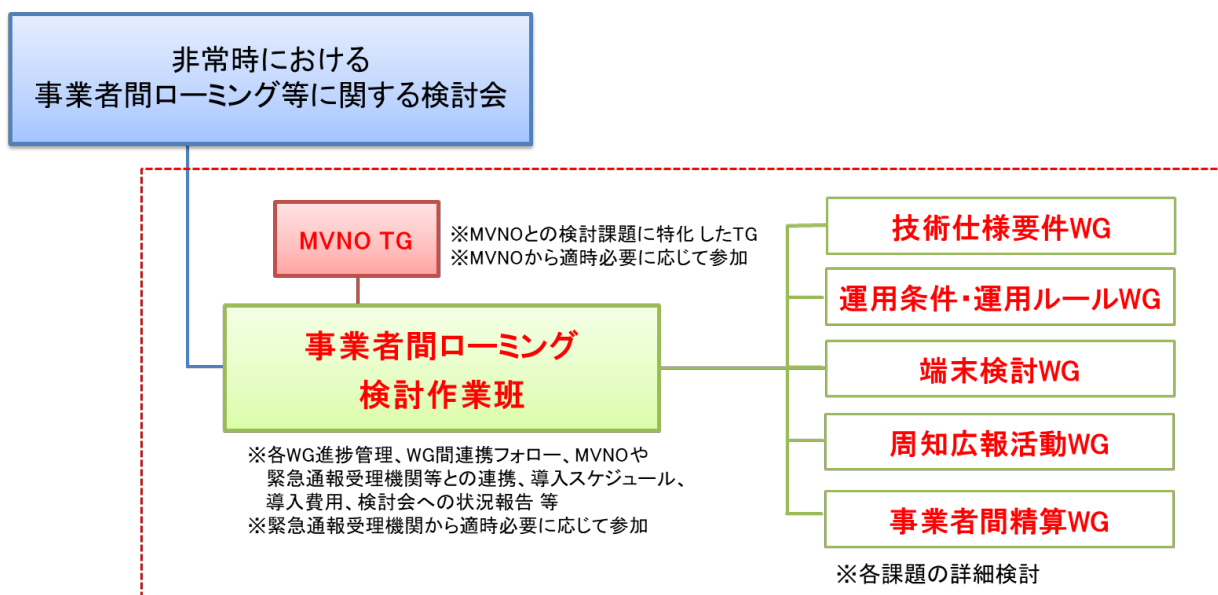 非常時における
事業者間ローミング等に関する検討会
MVNO TG
※MVNOとの検討課題に特化したTG
※MVNOから適時必要に応じて参加
事業者間ローミング
検討作業班
※各WG進捗管理、WG間連携フォロー、MVNOや
緊急通報受理機関等との連携、導入スケジュール、
導入費用、検討会への状況報告 等
※緊急通報受理機関から適時必要に応じて参加
技術仕様要件WG
運用条件・運用ルールWG
端末検討WG
周知広報活動WG
事業者間精算WG
※各課題の詳細検討